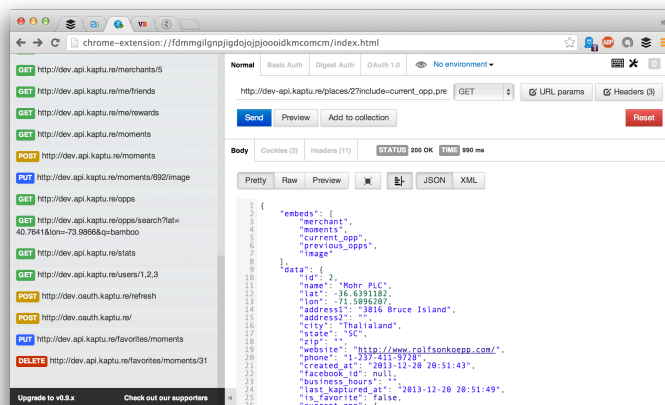 chrome-extension://fdmmgilgnpjigdojojpjoooidkmcomcm/index.html
GET http://dev.api.kaptu.re/merchants/5
GET http://dev.api.kaptu.re/me/friends
GET http://dev.api.kaptu.re/me/rewards
GET http://dev.api.kaptu.re/moments
POST http://dev.api.kaptu.re/moments
PUT http://dev.api.kaptu.re/moments/692/image
GET http://dev.api.kaptu.re/opps
GET http://dev.api.kaptu.re/opps/search?lat=
40.7641&lon=-73.9866&q=bamboo
GET http://dev.api.kaptu.re/stats
GET http://dev.api.kaptu.re/users/1,2,3
POST http://dev.oauth.kaptu.re/refresh
POST http://dev.oauth.kaptu.re/
PUT http://dev.api.kaptu.re/favorites/moments
DELETE http://dev.api.kaptu.re/favorites/moments/31
Upgrade to v0.9.x Check out our supporters
Normal Basic Auth Digest Auth OAuth 1.0 No environment 0
http://dev-api.kaptu.re/places/2?include=current_opp,pre GET URL params Headers (3)
Send Preview Add to collection Reset
Body Cookies (3) Headers (11) STATUS 200 OK TIME 990 ms
Pretty Raw Preview JSON XML
1 {
2 "embeds": [
3 "merchant",
4 "moments",
5 "current_opp",
6 "previous_opps",
7 "image"
8 ],
9 "data": {
10 "id": 2,
11 "name": "Mohr PLC",
12 "lat": -36.6391182,
13 "lon": -71.5096207,
14 "address1": "3816 Bruce Island",
15 "address2": "",
16 "city": "Thalialand",
17 "state": "SC",
18 "zip": "",
19 "website": "http://www.rolfsonkoepp.com/",
20 "phone": "1-237-411-9728",
21 "created_at": "2013-12-20 20:51:43",
22 "facebook_id": null,
23 "business_hours": "",
24 "last_kaptured_at": "2013-12-20 20:51:49",
25 "is_favorite": false,
26 "current_opp": {